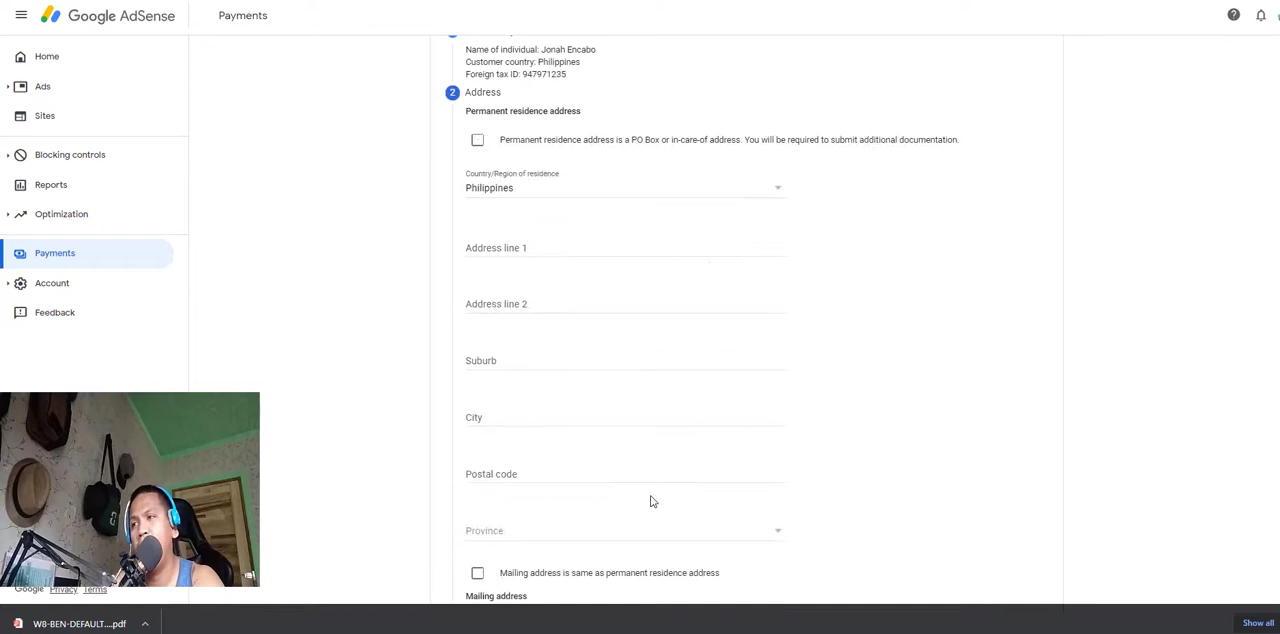 Google AdSense
Payments
Home
Ads
Sites
Blocking controls
Reports
Optimization
Payments
Account
Feedback
Google Privacy Terms
Name of individual: Jonah Encabo
Customer country: Philippines
Foreign tax ID: 947971235
2 Address
Permanent residence address
Permanent residence address is a PO Box or in-care-of address. You will be required to submit additional documentation.
Country/Region of residence
Philippines
Address line 1
Address line 2
Suburb
City
Postal code
Province
Mailing address is same as permanent residence address
Mailing address
W8-BEN-DEFAULT....pdf
Show all